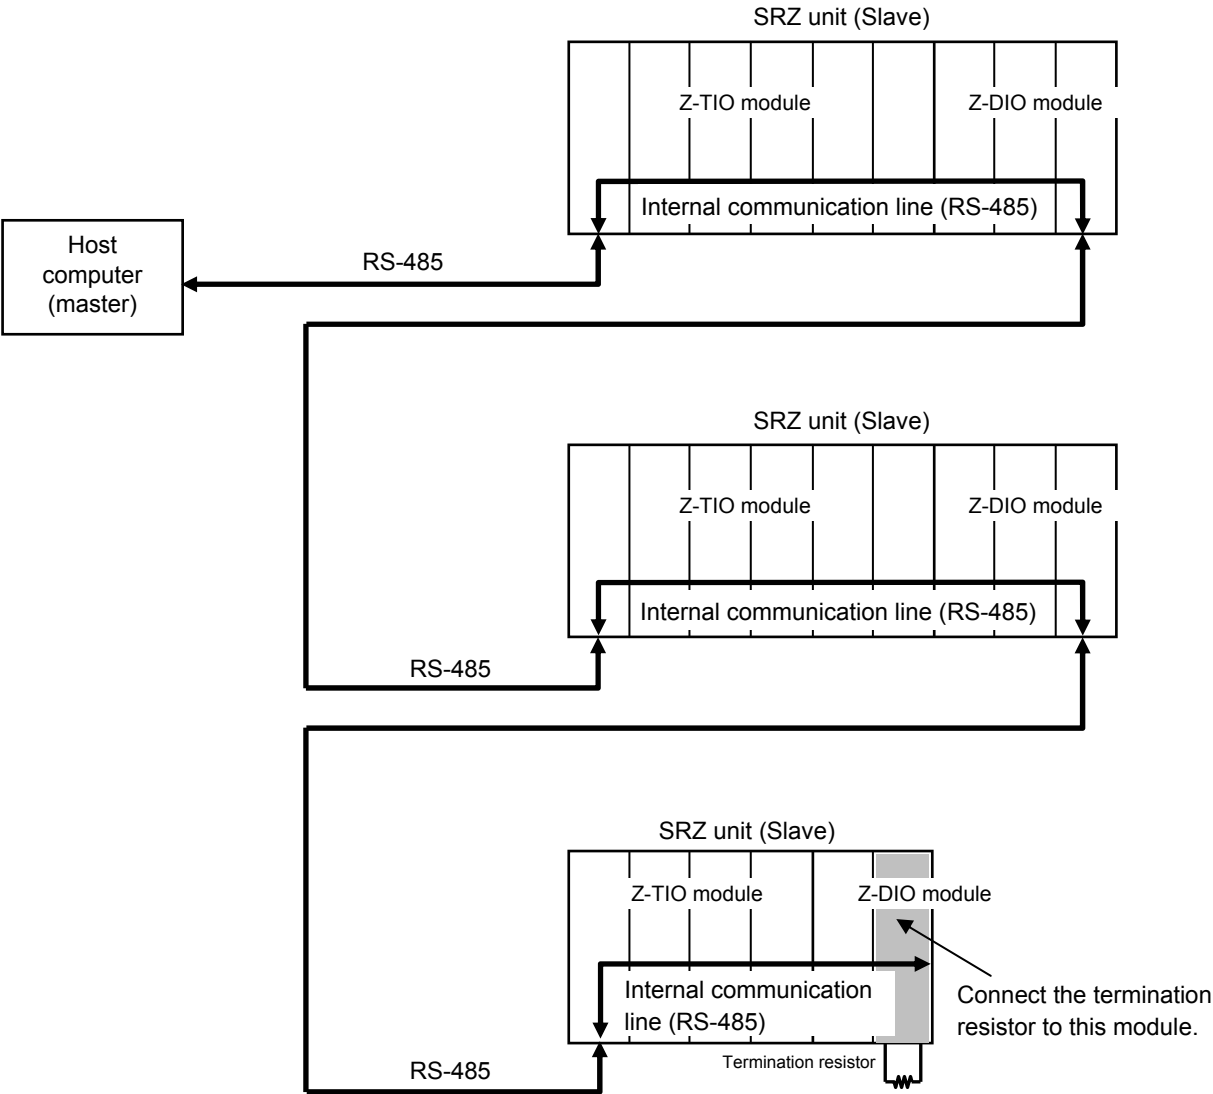 SRZ unit (Slave)
Z-TIO module
Z-DIO module
Internal communication line (RS-485)
Host
computer
(master)
RS-485
SRZ unit (Slave)
Z-TIO module
Z-DIO module
Internal communication line (RS-485)
RS-485
SRZ unit (Slave)
Z-TIO module
Z-DIO module
Internal communication
line (RS-485)
Connect the termination
resistor to this module.
Termination resistor
RS-485